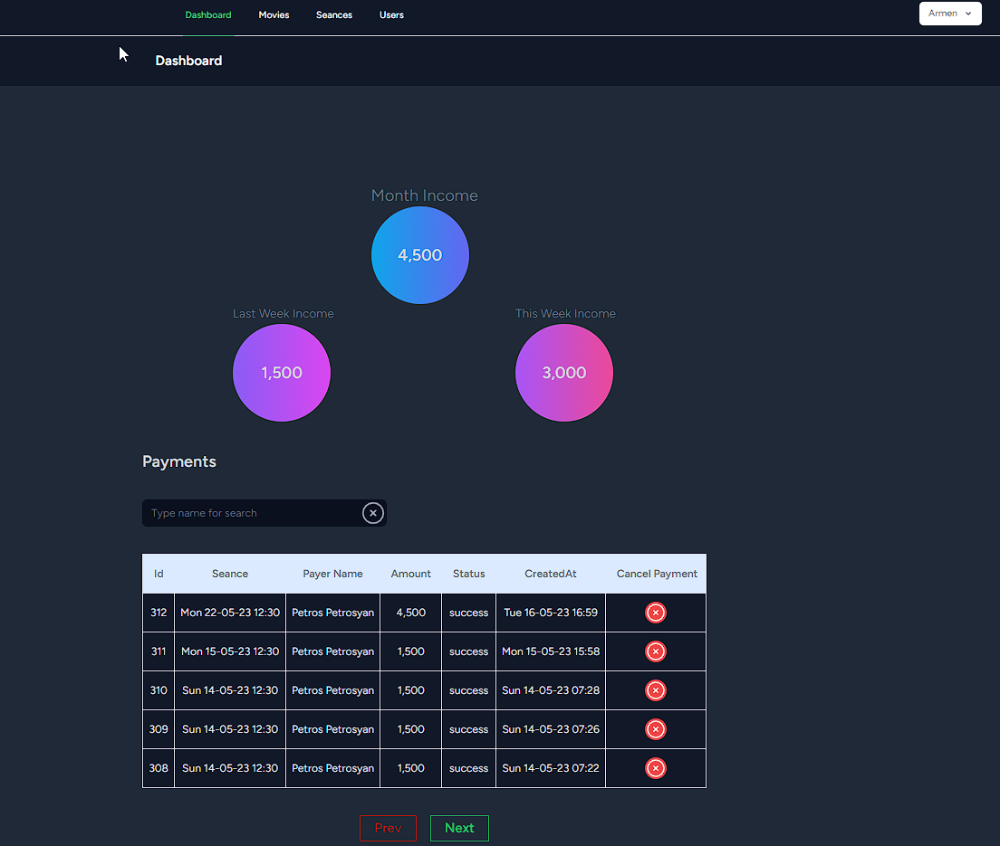 Dashboard Movies Seances Users Armen
Dashboard
Month Income
4,500
Last Week Income This Week Income
1,500 3,000
Payments
Type name for search
Id Seance Payer Name Amount Status CreatedAt Cancel Payment
312 Mon 22-05-23 12:30 Petros Petrosyan 4,500 success Tue 16-05-23 16:59
311 Mon 15-05-23 12:30 Petros Petrosyan 1,500 success Mon 15-05-23 15:58
310 Sun 14-05-23 12:30 Petros Petrosyan 1,500 success Sun 14-05-23 07:28
309 Sun 14-05-23 12:30 Petros Petrosyan 1,500 success Sun 14-05-23 07:26
308 Sun 14-05-23 12:30 Petros Petrosyan 1,500 success Sun 14-05-23 07:22
Prev Next